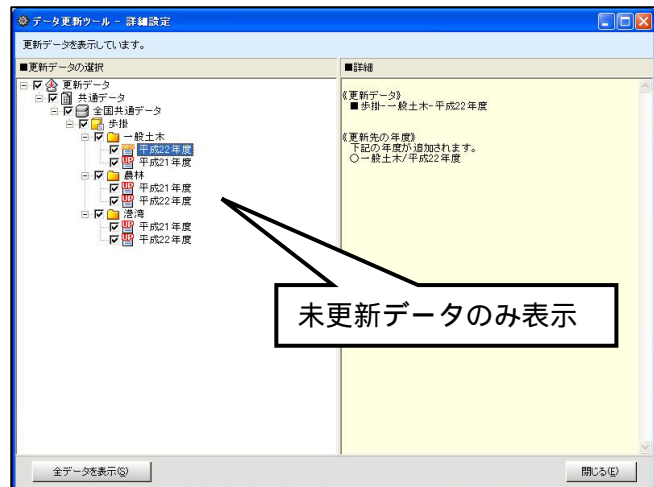 データ更新ツール - 詳細設定
更新データを表示しています。
■更新データの選択
更新データ
共通データ
全国共通データ
歩掛
一般土木
平成22年度
平成21年度
農林
平成21年度
平成22年度
港湾
平成21年度
平成22年度
■詳細
《更新データ》
■歩掛-一般土木-平成22年度
《更新先の年度》
下記の年度が追加されます。
○一般土木/平成22年度
未更新データのみ表示
全データを表示(S)
閉じる(E)